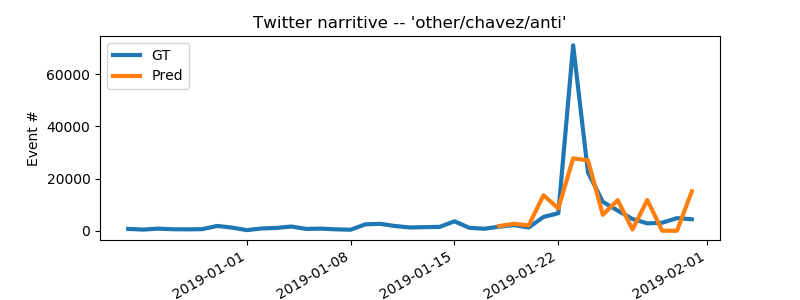 Twitter narritive -- 'other/chavez/anti'
GT
Pred
Event #
60000
40000
20000
0
2019-01-01
2019-01-08
2019-01-15
2019-01-22
2019-02-01